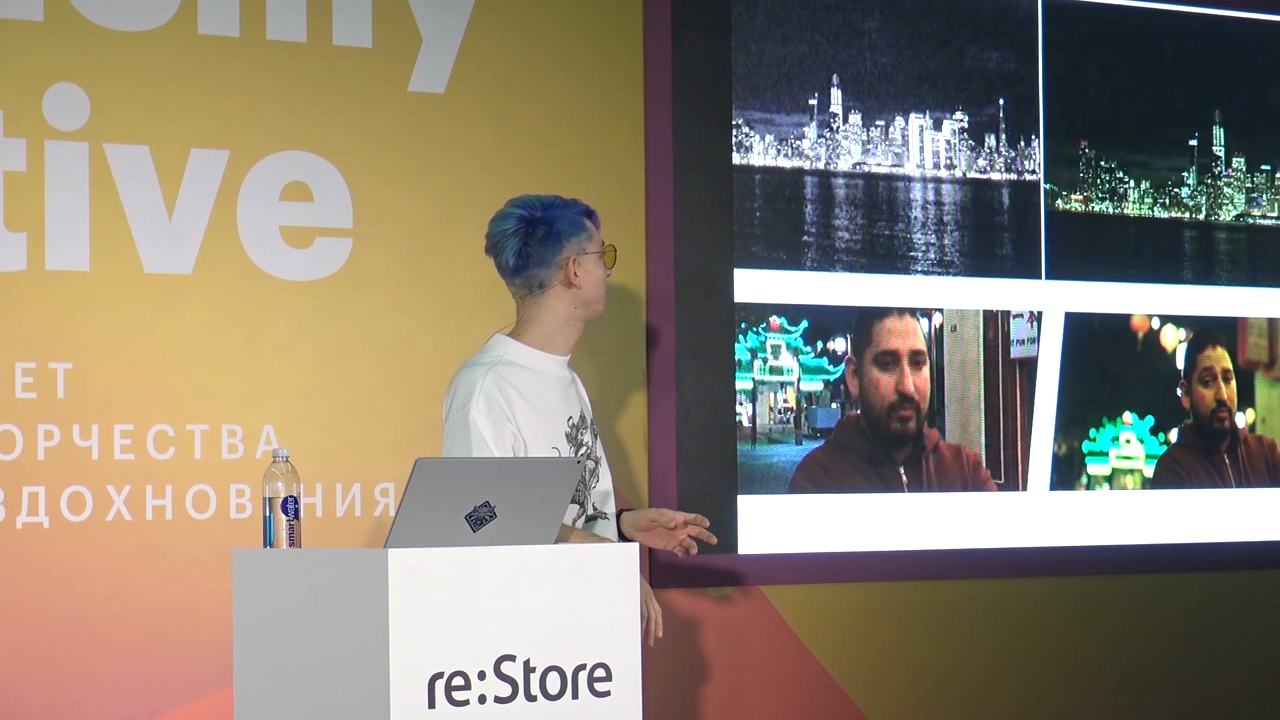 tive
ЕТ
ОРЧЕСТВА
ВДОХНОВЕНИЯ
smartwater
re:Store